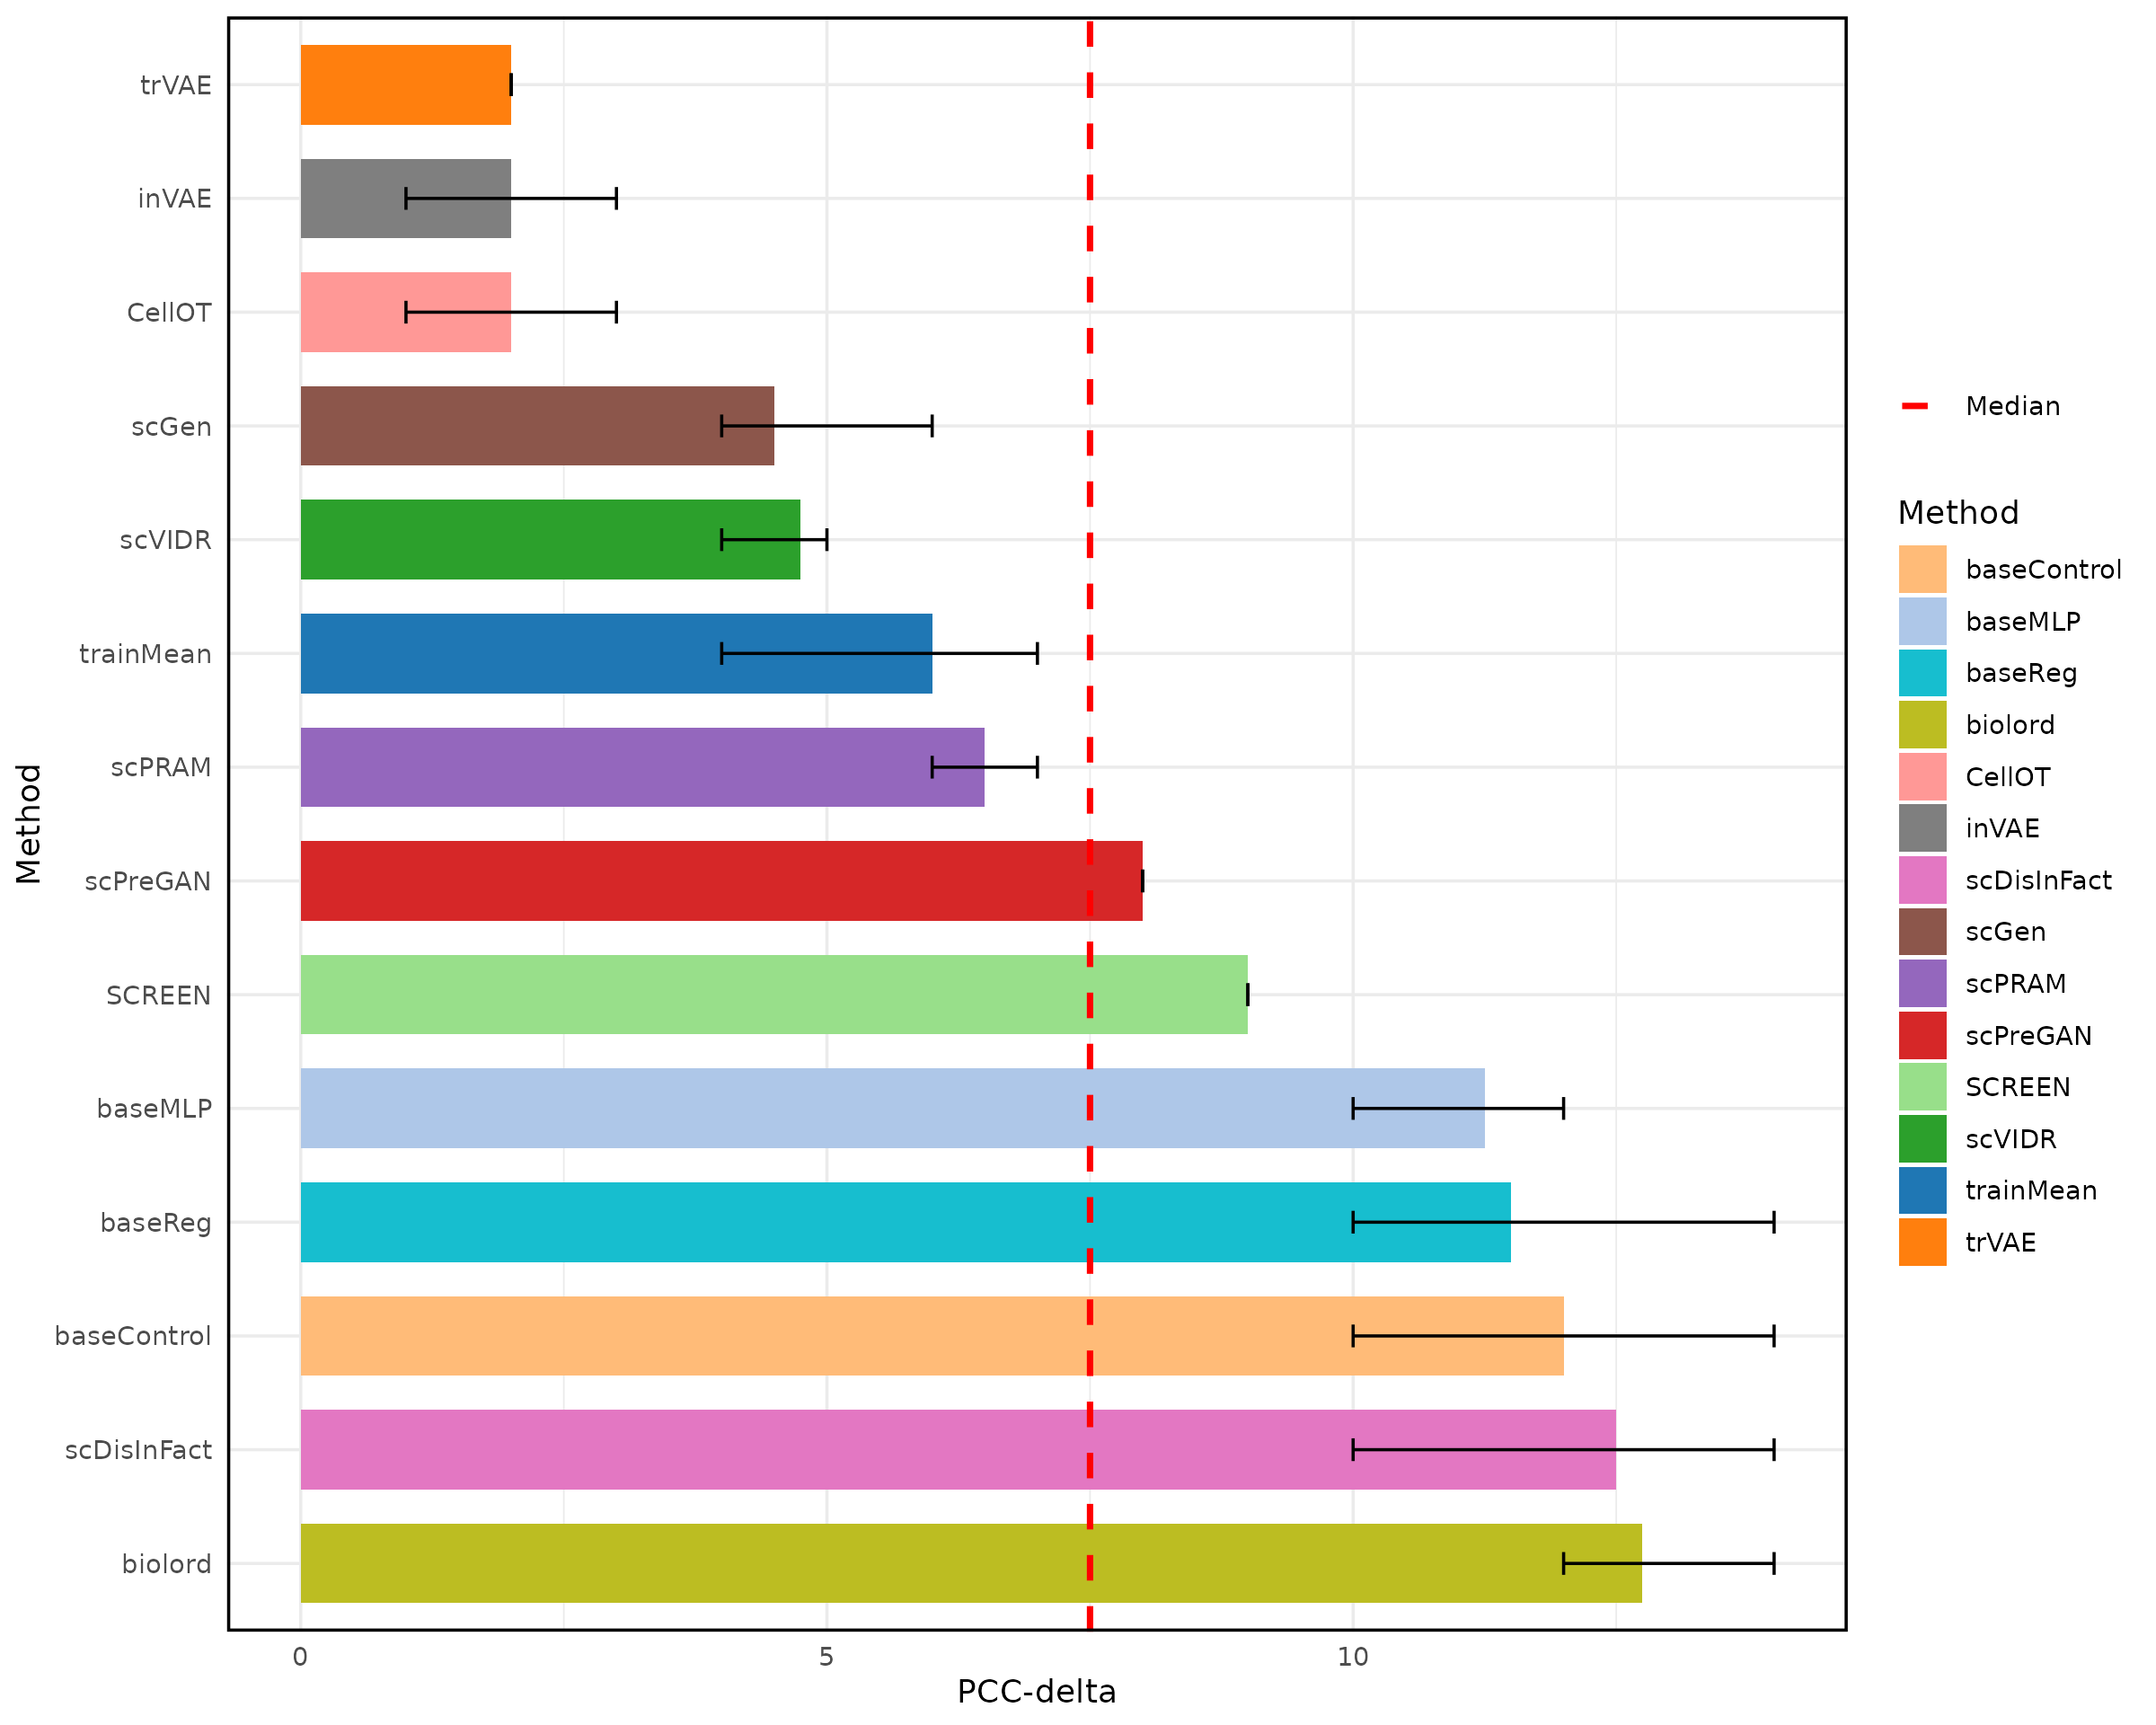 trVAE
inVAE
CellOT
scGen
scVIDR
trainMean
scPRAM
scPreGAN
SCREEN
baseMLP
baseReg
baseControl
scDisInFact
biolord
Method
0 5 10
PCC-delta
Median
Method
baseControl
baseMLP
baseReg
biolord
CellOT
inVAE
scDisInFact
scGen
scPRAM
scPreGAN
SCREEN
scVIDR
trainMean
trVAE